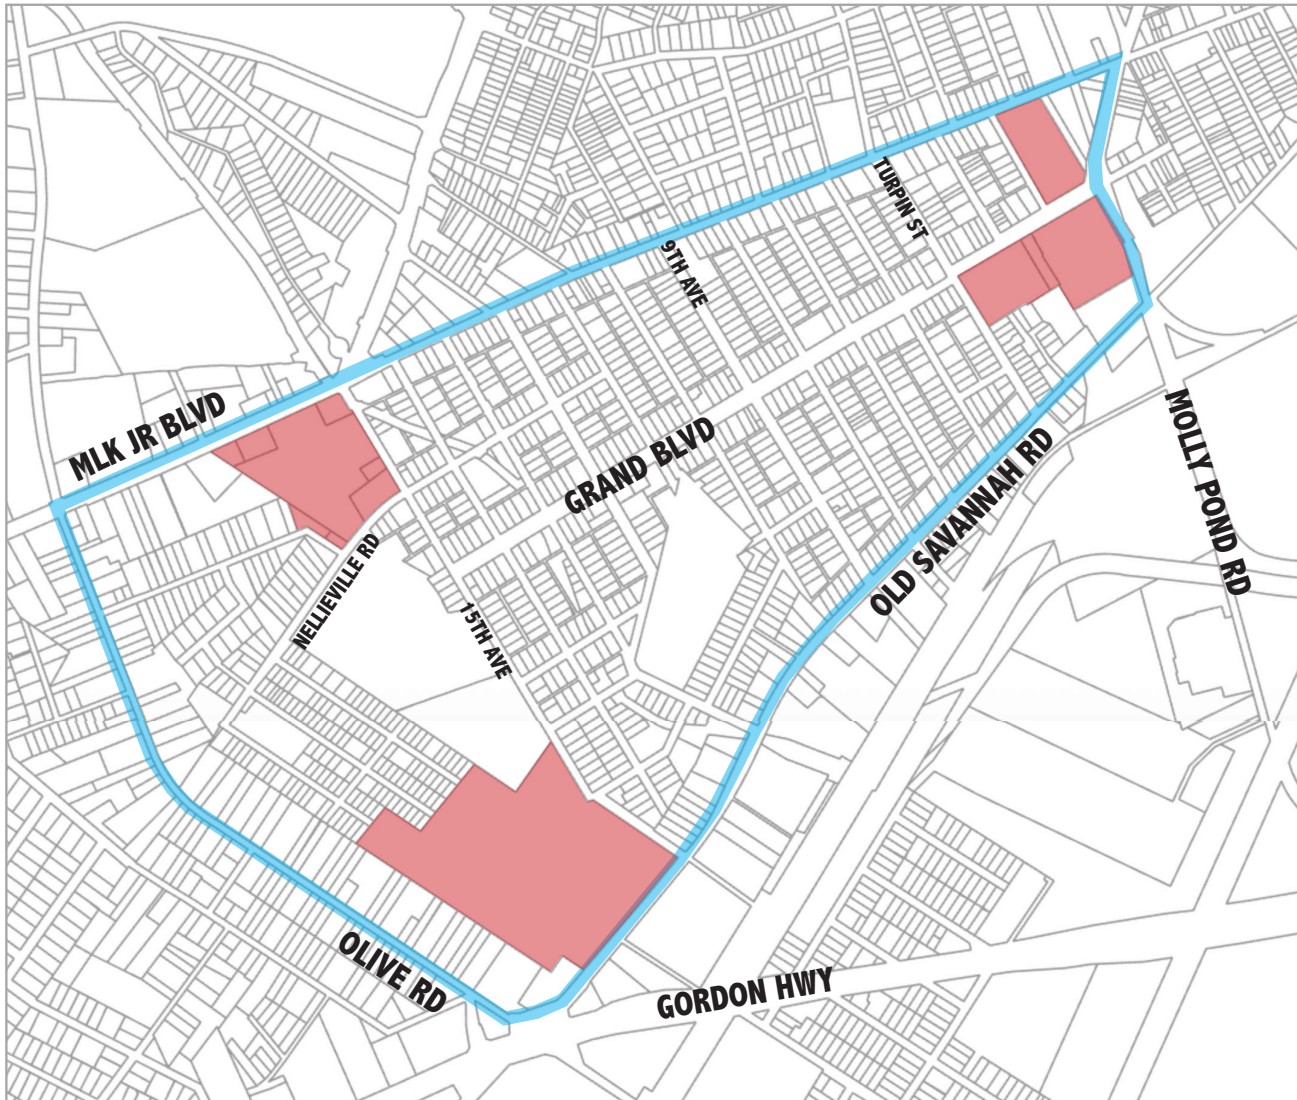 TURPIN ST
9TH AVE
MLK JR BLVD
GRAND BLVD
MOLLY POND RD
OLD SAVANNAH RD
NELLIEVILLE RD
15TH AVE
OLIVE RD
GORDON HWY